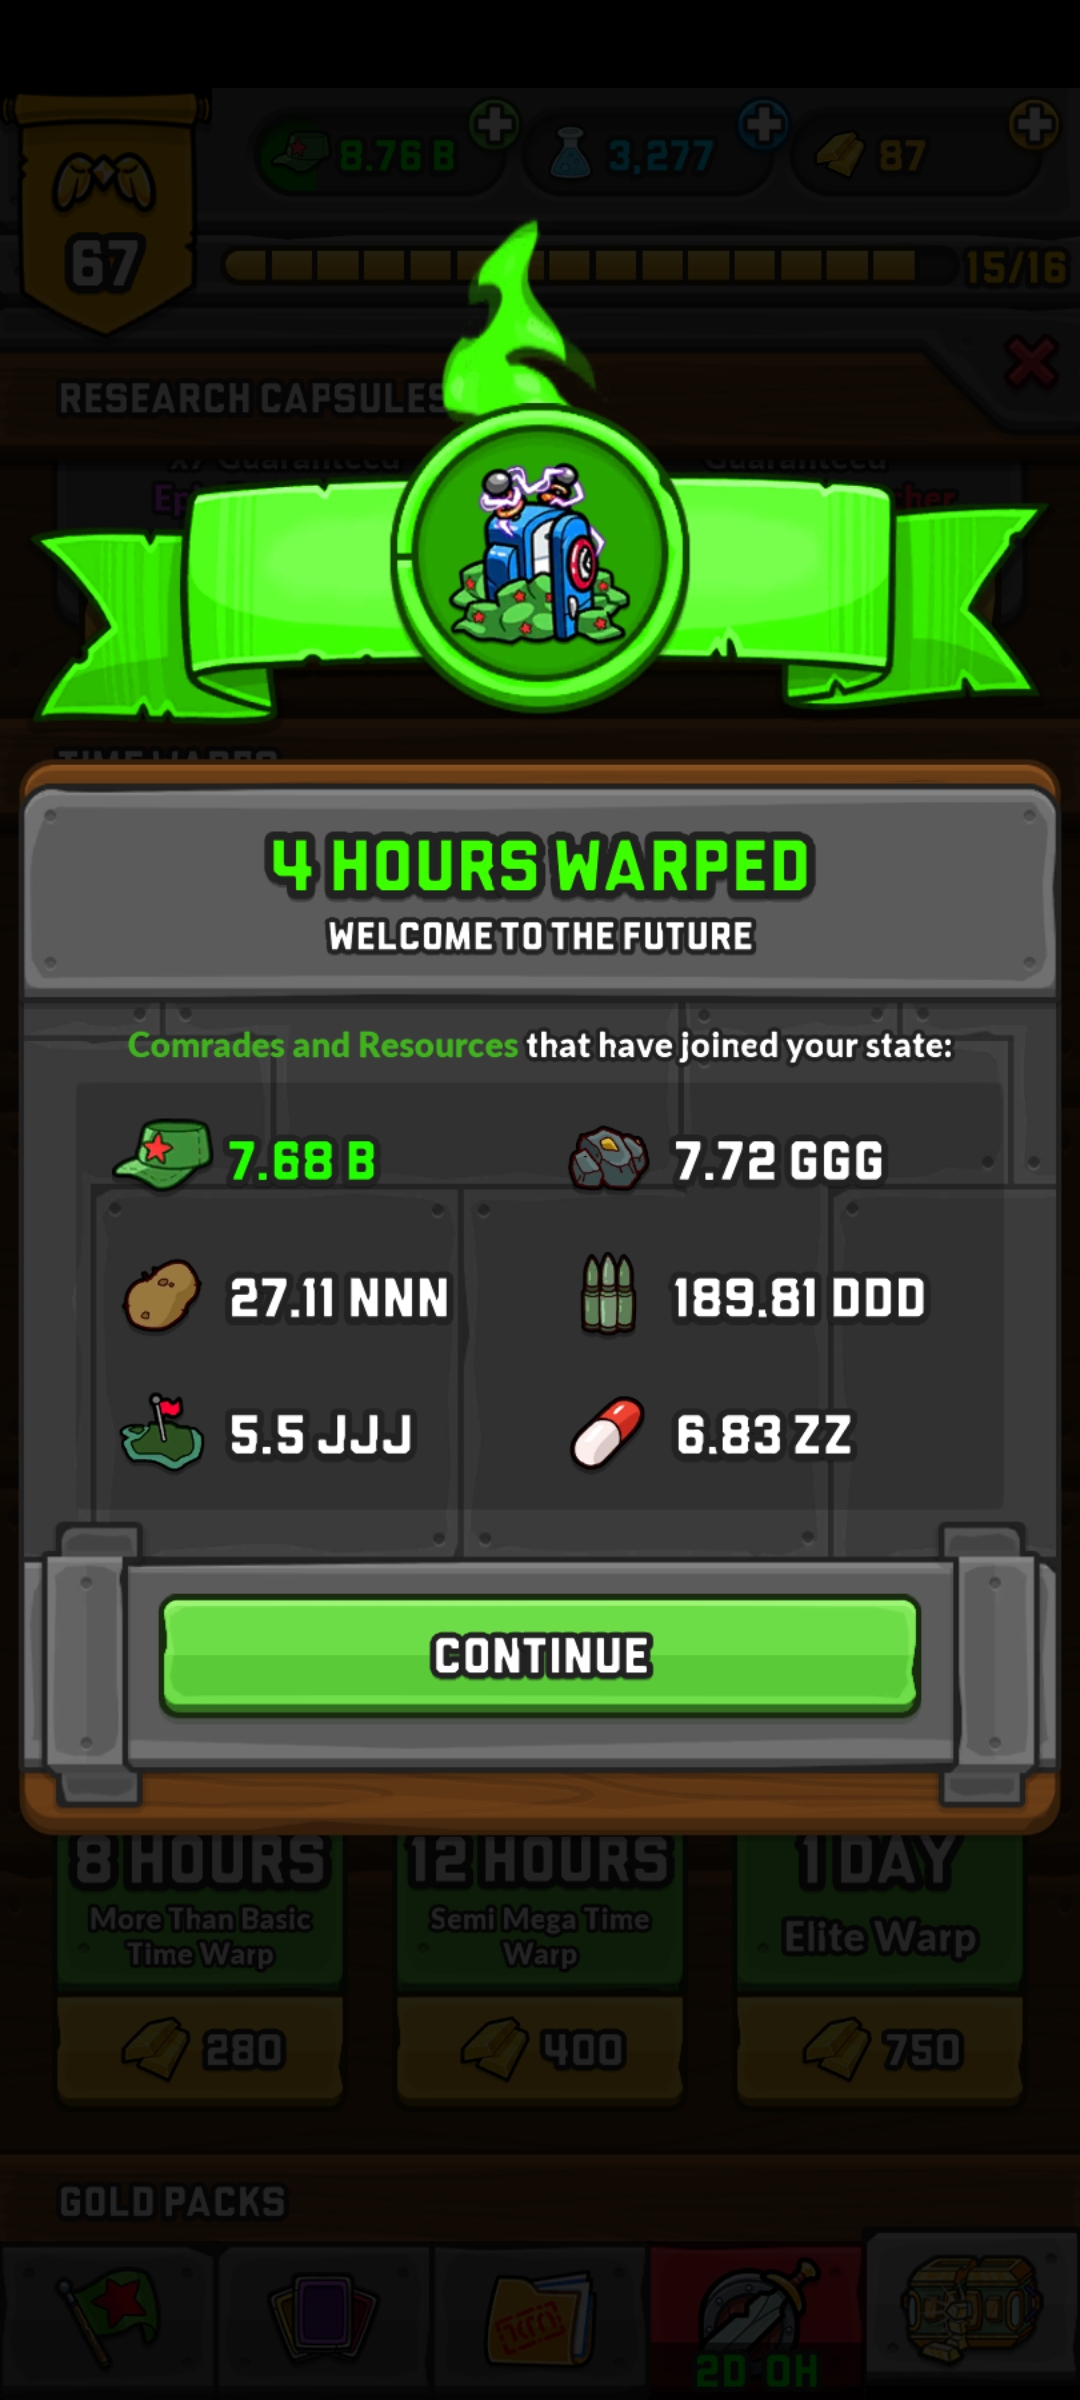 8.76 B
3,277
87
67
15/16
RESEARCH CAPSULES
x7 Guaranteed
Guaranteed
4 HOURS WARPED
WELCOME TO THE FUTURE
Comrades and Resources that have joined your state:
7.68 B
7.72 GGG
27.11 NNN
189.81 DDD
5.5 JJJ
6.83 ZZ
CONTINUE
8 HOURS
More Than Basic
Time Warp
12 HOURS
Semi Mega Time
Warp
1 DAY
Elite Warp
280
400
750
GOLD PACKS
2D 0H